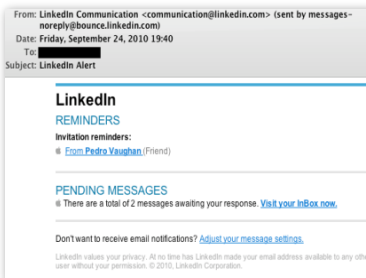 From: LinkedIn Communication <communication@linkedin.com> (sent by messages-
noreply@bounce.linkedin.com)
Date: Friday, September 24, 2010 19:40
To:
Subject: LinkedIn Alert
LinkedIn
REMINDERS
Invitation reminders:
From Pedro Vaughan (Friend)
PENDING MESSAGES
There are a total of 2 messages awaiting your response. Visit your InBox now.
Don't want to receive email notifications? Adjust your message settings.
LinkedIn values your privacy. At no time has LinkedIn made your email address available to any othe
user without your permission. © 2010, LinkedIn Corporation.